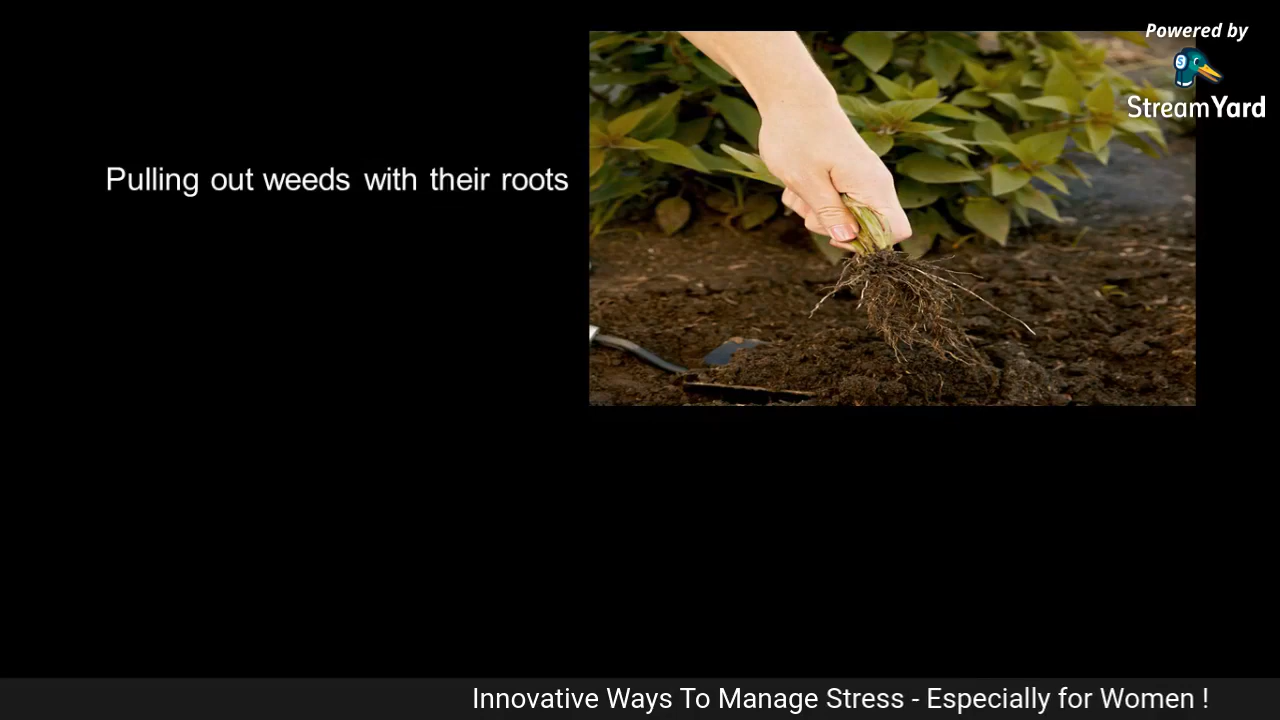 Powered by
StreamYard
Pulling out weeds with their roots
Innovative Ways To Manage Stress - Especially for Women !